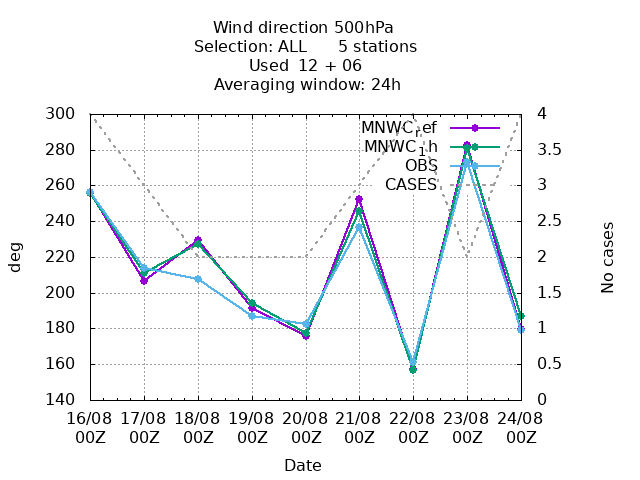 Wind direction 500hPa
Selection: ALL 5 stations
Used 12 + 06
Averaging window: 24h
300 4
MNWC_ref
280 3.5
MNWC_1h
OBS
260 3
CASES
240 2.5
220 2
200 1.5
180 1
160 0.5
140 0
deg
No cases
16/08 17/08 18/08 19/08 20/08 21/08 22/08 23/08 24/08
00Z 00Z 00Z 00Z 00Z 00Z 00Z 00Z 00Z
Date